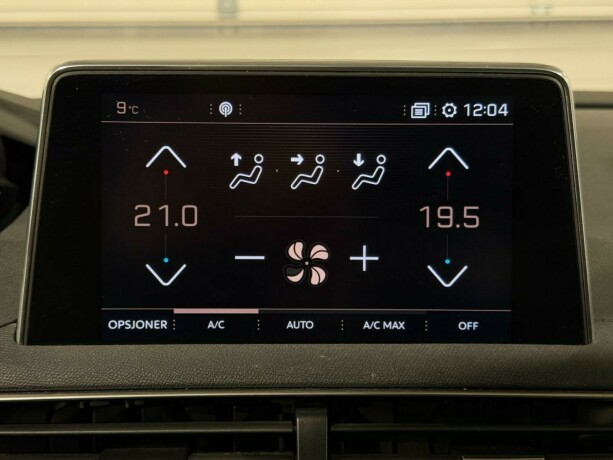 9°C 12:04
21.0 19.5
OPSJONER A/C AUTO A/C MAX OFF